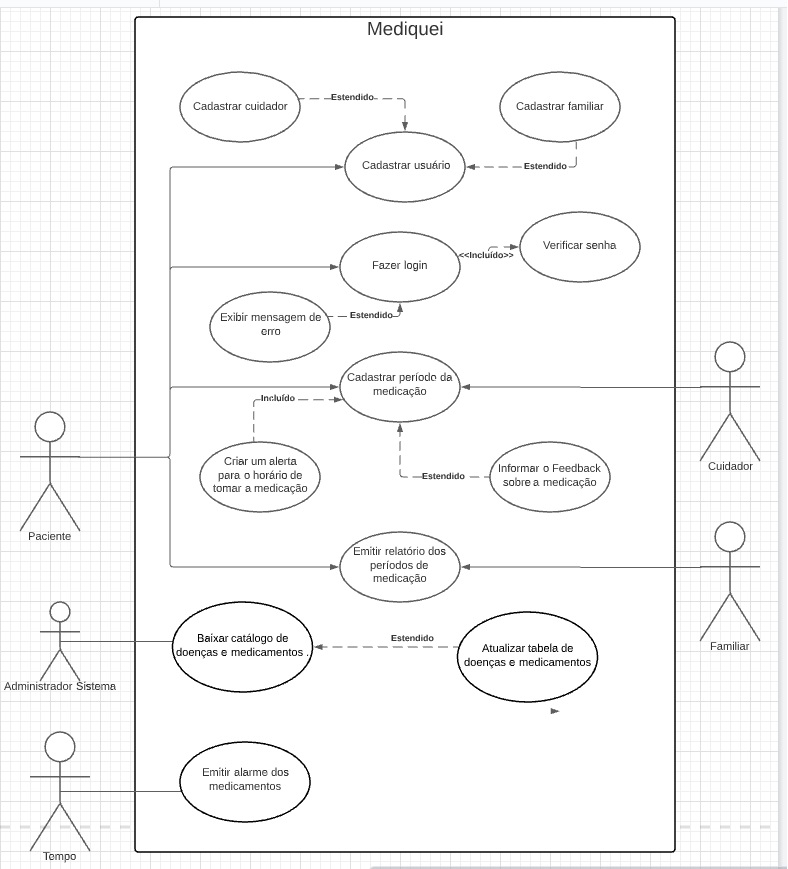 Mediquei
Cadastrar cuidador
Estendido
Cadastrar familiar
Cadastrar usuário
Estendido
Fazer login
<<Incluído>>
Verificar senha
Exibir mensagem de
erro
Estendido
Cadastrar período da
medicação
Incluído
Criar um alerta
para o horário de
tomar a medicação
Estendido
Informar o Feedback
sobre a medicação
Cuidador
Paciente
Emitir relatório dos
períodos de
medicação
Familiar
Baixar catálogo de
doenças e medicamentos .
Estendido
Atualizar tabela de
doenças e medicamentos
Administrador Sistema
Emitir alarme dos
medicamentos
Tempo